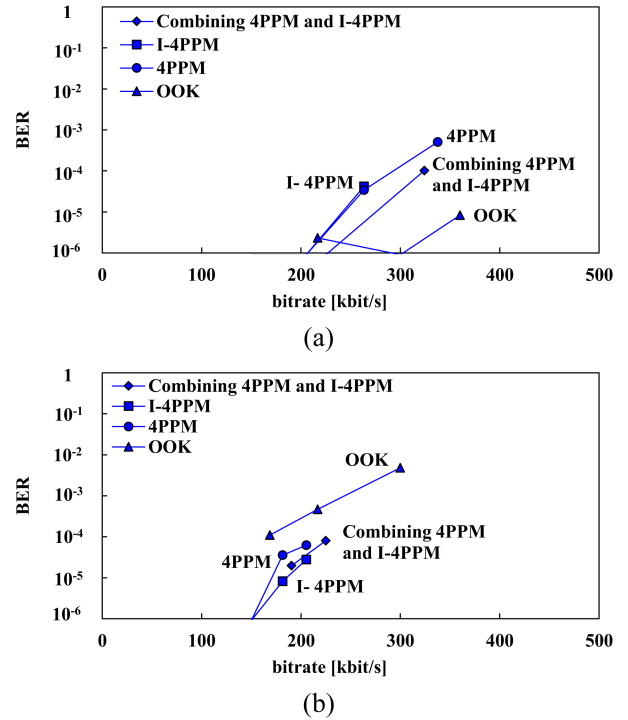 1
10-1
10-2
10-3
10-4
10-5
10-6
BER
Combining 4PPM and I-4PPM
I-4PPM
4PPM
OOK
4PPM
I- 4PPM
Combining 4PPM
and I-4PPM
OOK
0 100 200 300 400 500
bitrate [kbit/s]
(a)
1
10-1
10-2
10-3
10-4
10-5
10-6
BER
Combining 4PPM and I-4PPM
I-4PPM
4PPM
OOK
OOK
Combining 4PPM
and I-4PPM
4PPM
I- 4PPM
0 100 200 300 400 500
bitrate [kbit/s]
(b)